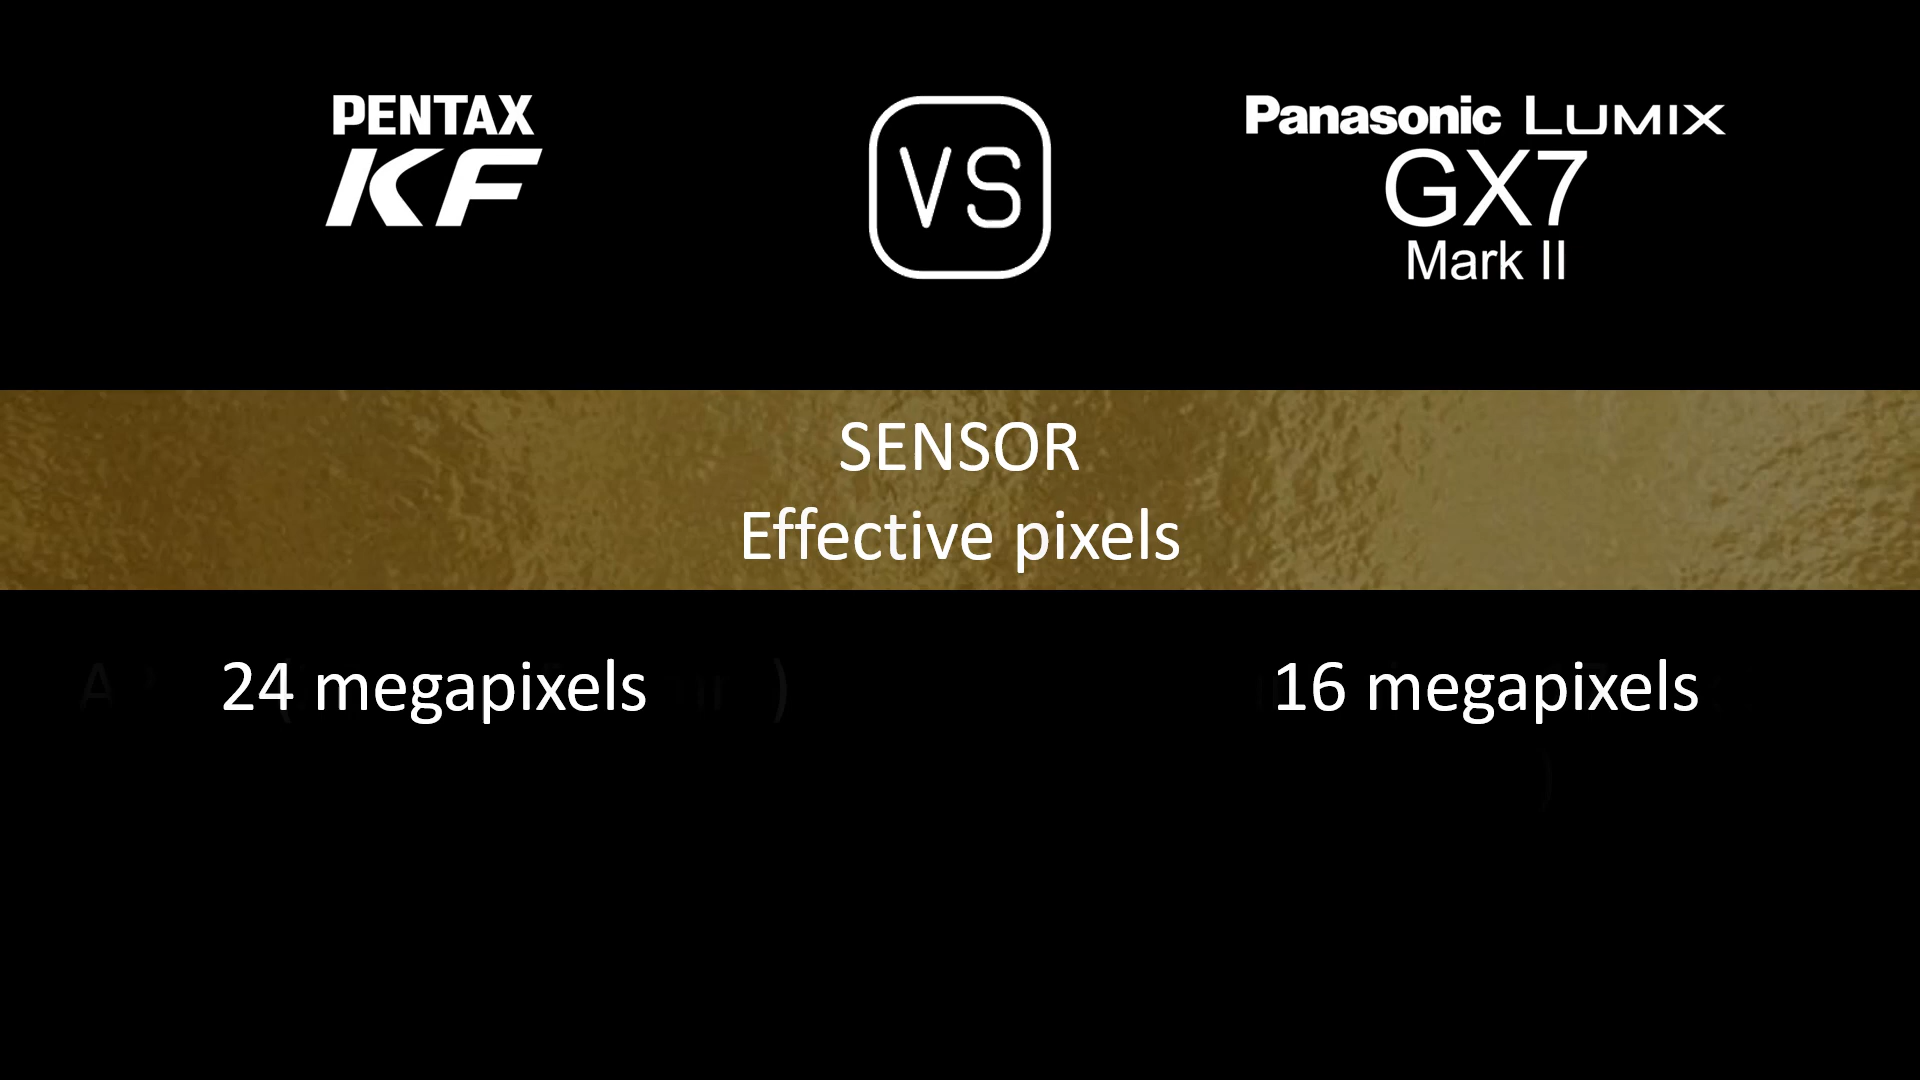 PENTAX
KF
VS
Panasonic LUMIX
GX7
Mark II
SENSOR
Effective pixels
24 megapixels
16 megapixels